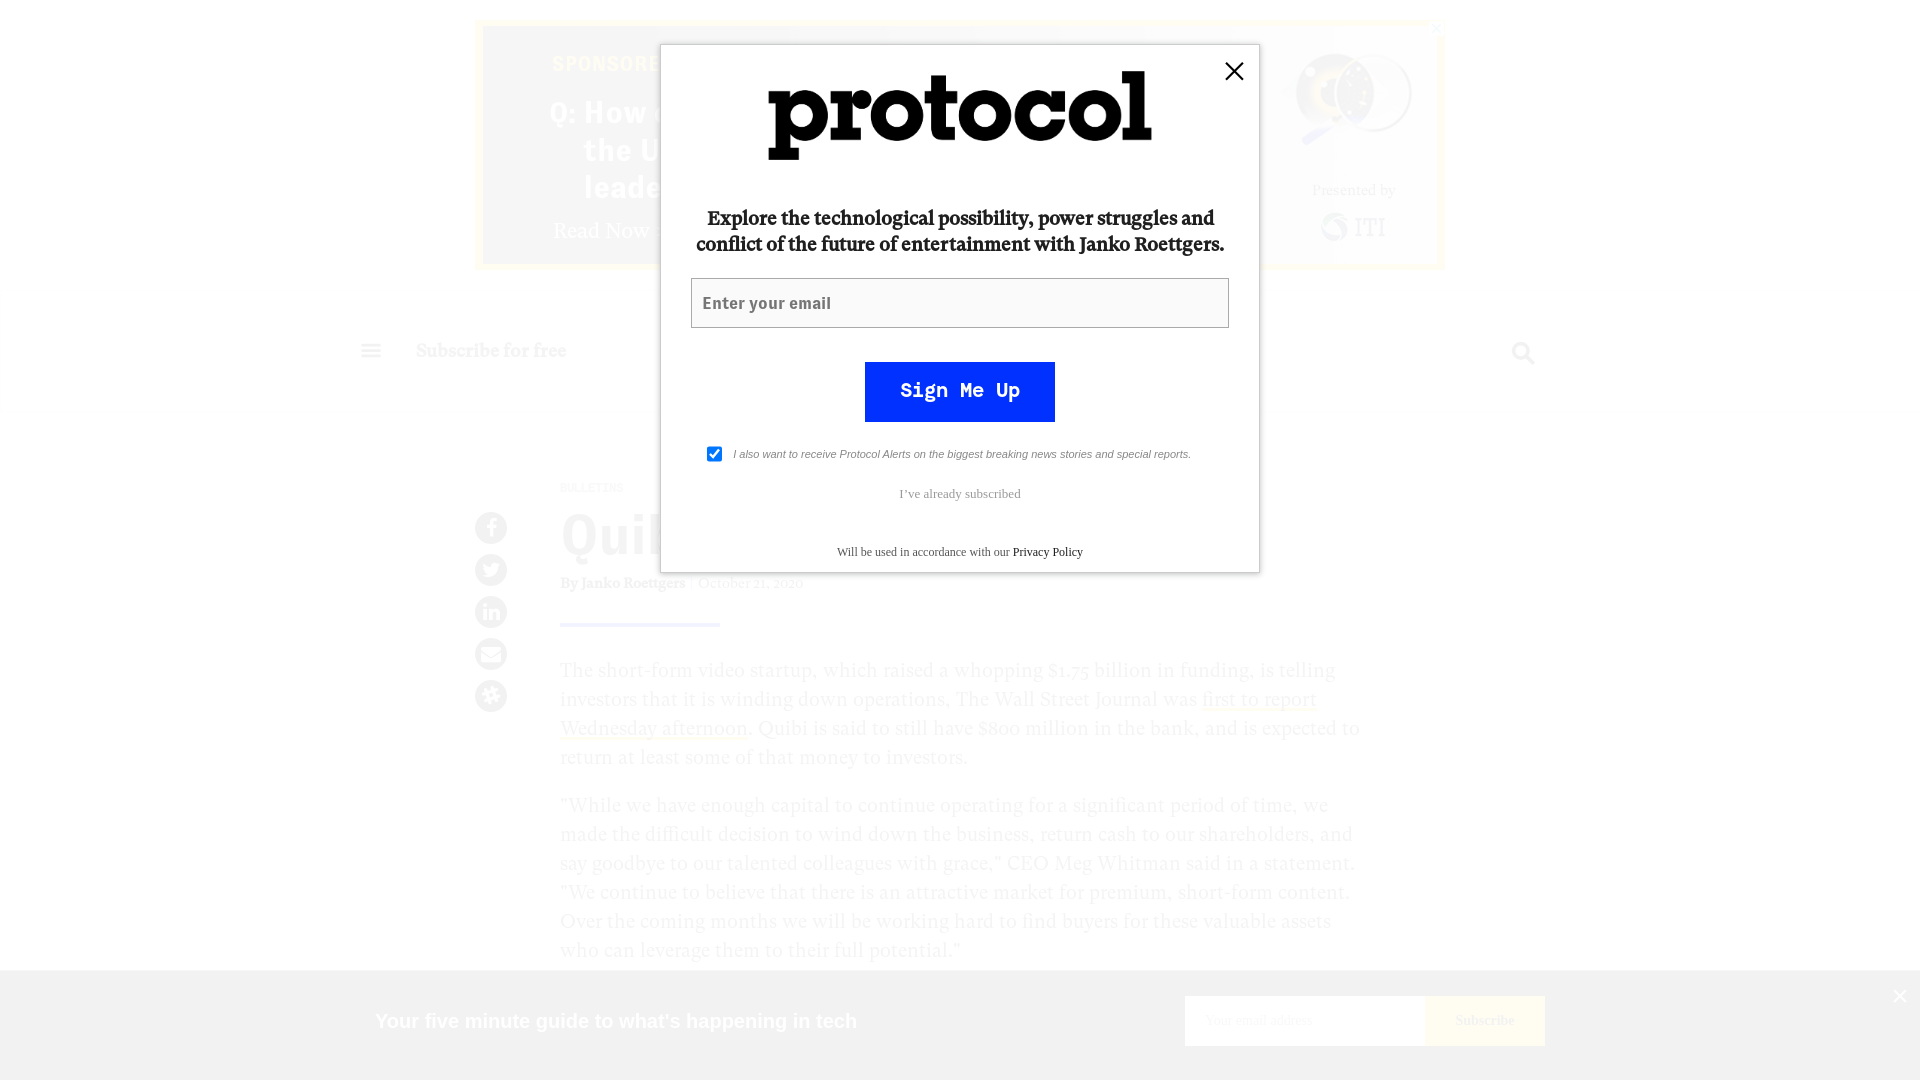 SPONSORE
Q: How
the U
leade
Read Now
Presented by
ITI
protocol
Explore the technological possibility, power struggles and
conflict of the future of entertainment with Janko Roettgers.
Enter your email
Sign Me Up
I also want to receive Protocol Alerts on the biggest breaking news stories and special reports.
I've already subscribed
Will be used in accordance with our Privacy Policy
Subscribe for free
BULLETINS
Quib
By Janko Roettgers | October 21, 2020
The short-form video startup, which raised a whopping $1.75 billion in funding, is telling
investors that it is winding down operations, The Wall Street Journal was first to report
Wednesday afternoon. Quibi is said to still have $800 million in the bank, and is expected to
return at least some of that money to investors.
"While we have enough capital to continue operating for a significant period of time, we
made the difficult decision to wind down the business, return cash to our shareholders, and
say goodbye to our talented colleagues with grace," CEO Meg Whitman said in a statement.
"We continue to believe that there is an attractive market for premium, short-form content.
Over the coming months we will be working hard to find buyers for these valuable assets
who can leverage them to their full potential."
Your five minute guide to what's happening in tech
Your email address
Subscribe